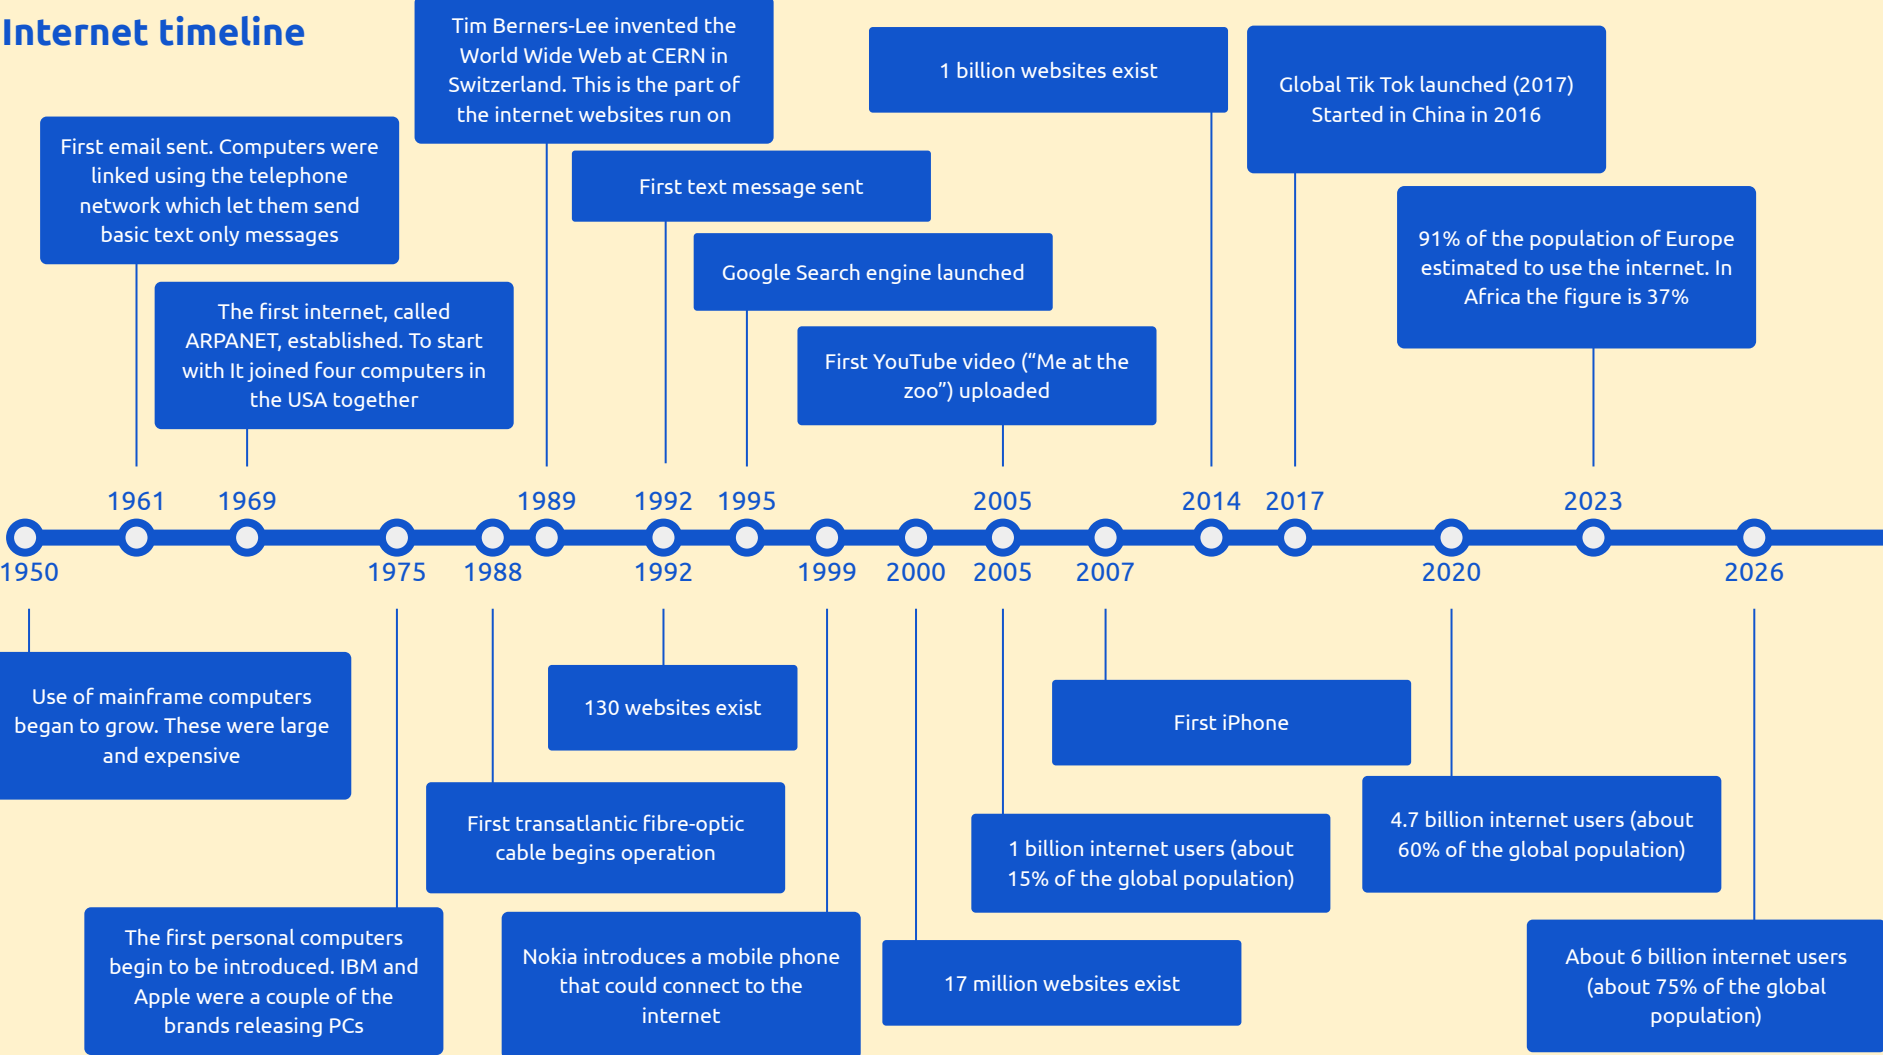 Internet timeline
Tim Berners-Lee invented the
World Wide Web at CERN in
Switzerland. This is the part of
the internet websites run on
1 billion websites exist
Global Tik Tok launched (2017)
Started in China in 2016
First email sent. Computers were
linked using the telephone
network which let them send
basic text only messages
First text message sent
91% of the population of Europe
estimated to use the internet. In
Africa the figure is 37%
Google Search engine launched
The first internet, called
ARPANET, established. To start
with It joined four computers in
the USA together
First YouTube video (“Me at the
zoo”) uploaded
1961 1969 1989 1992 1995 2005 2014 2017 2023
1950 1975 1988 1992 1999 2000 2005 2007 2020 2026
Use of mainframe computers
began to grow. These were large
and expensive
130 websites exist
First iPhone
First transatlantic fibre-optic
cable begins operation
1 billion internet users (about
15% of the global population)
4.7 billion internet users (about
60% of the global population)
The first personal computers
begin to be introduced. IBM and
Apple were a couple of the
brands releasing PCs
Nokia introduces a mobile phone
that could connect to the
internet
17 million websites exist
About 6 billion internet users
(about 75% of the global
population)